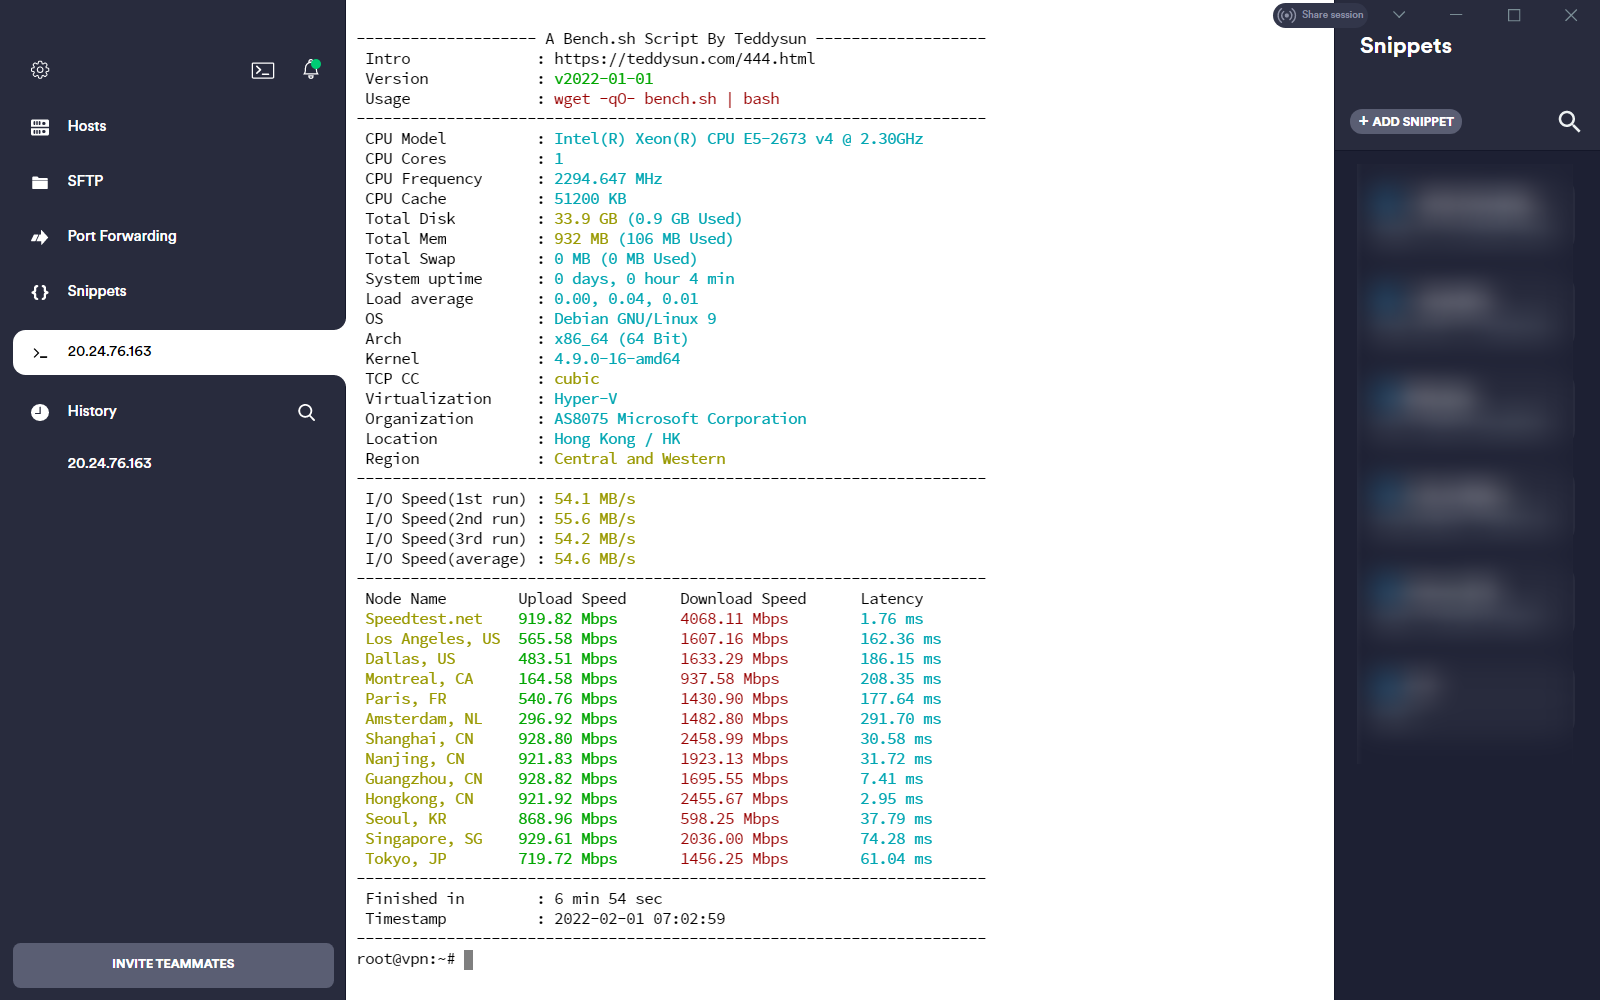 Share session
Hosts
SFTP
Port Forwarding
Snippets
20.24.76.163
History
20.24.76.163
INVITE TEAMMATES
-------------------- A Bench.sh Script By Teddysun -------------------
Intro : https://teddysun.com/444.html
Version : v2022-01-01
Usage : wget -qO- bench.sh | bash
----------------------------------------------------------------------
CPU Model : Intel(R) Xeon(R) CPU E5-2673 v4 @ 2.30GHz
CPU Cores : 1
CPU Frequency : 2294.647 MHz
CPU Cache : 51200 KB
Total Disk : 33.9 GB (0.9 GB Used)
Total Mem : 932 MB (106 MB Used)
Total Swap : 0 MB (0 MB Used)
System uptime : 0 days, 0 hour 4 min
Load average : 0.00, 0.04, 0.01
OS : Debian GNU/Linux 9
Arch : x86_64 (64 Bit)
Kernel : 4.9.0-16-amd64
TCP CC : cubic
Virtualization : Hyper-V
Organization : AS8075 Microsoft Corporation
Location : Hong Kong / HK
Region : Central and Western
----------------------------------------------------------------------
I/O Speed(1st run) : 54.1 MB/s
I/O Speed(2nd run) : 55.6 MB/s
I/O Speed(3rd run) : 54.2 MB/s
I/O Speed(average) : 54.6 MB/s
----------------------------------------------------------------------
Node Name Upload Speed Download Speed Latency
Speedtest.net 919.82 Mbps 4068.11 Mbps 1.76 ms
Los Angeles, US 565.58 Mbps 1607.16 Mbps 162.36 ms
Dallas, US 483.51 Mbps 1633.29 Mbps 186.15 ms
Montreal, CA 164.58 Mbps 937.58 Mbps 208.35 ms
Paris, FR 540.76 Mbps 1430.90 Mbps 177.64 ms
Amsterdam, NL 296.92 Mbps 1482.80 Mbps 291.70 ms
Shanghai, CN 928.80 Mbps 2458.99 Mbps 30.58 ms
Nanjing, CN 921.83 Mbps 1923.13 Mbps 31.72 ms
Guangzhou, CN 928.82 Mbps 1695.55 Mbps 7.41 ms
Hongkong, CN 921.92 Mbps 2455.67 Mbps 2.95 ms
Seoul, KR 868.96 Mbps 598.25 Mbps 37.79 ms
Singapore, SG 929.61 Mbps 2036.00 Mbps 74.28 ms
Tokyo, JP 719.72 Mbps 1456.25 Mbps 61.04 ms
----------------------------------------------------------------------
Finished in : 6 min 54 sec
Timestamp : 2022-02-01 07:02:59
----------------------------------------------------------------------
root@vpn:~#
Snippets
+ ADD SNIPPET